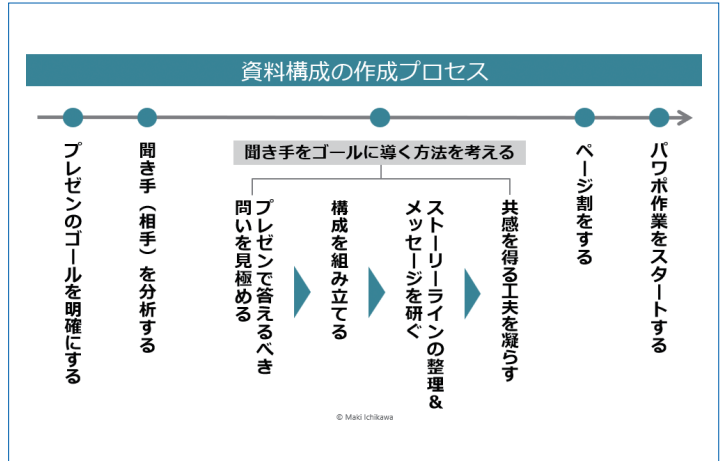 資料構成の作成プロセス
プレゼンのゴールを明確にする
聞き手（相手）を分析する
聞き手をゴールに導く方法を考える
プレゼンで答えるべき
問いを見極める
構成を組み立てる
ストーリーラインの整理＆
メッセージを研ぐ
共感を得る工夫を凝らす
ページ割をする
パワポ作業をスタートする
© Maki Ichikawa